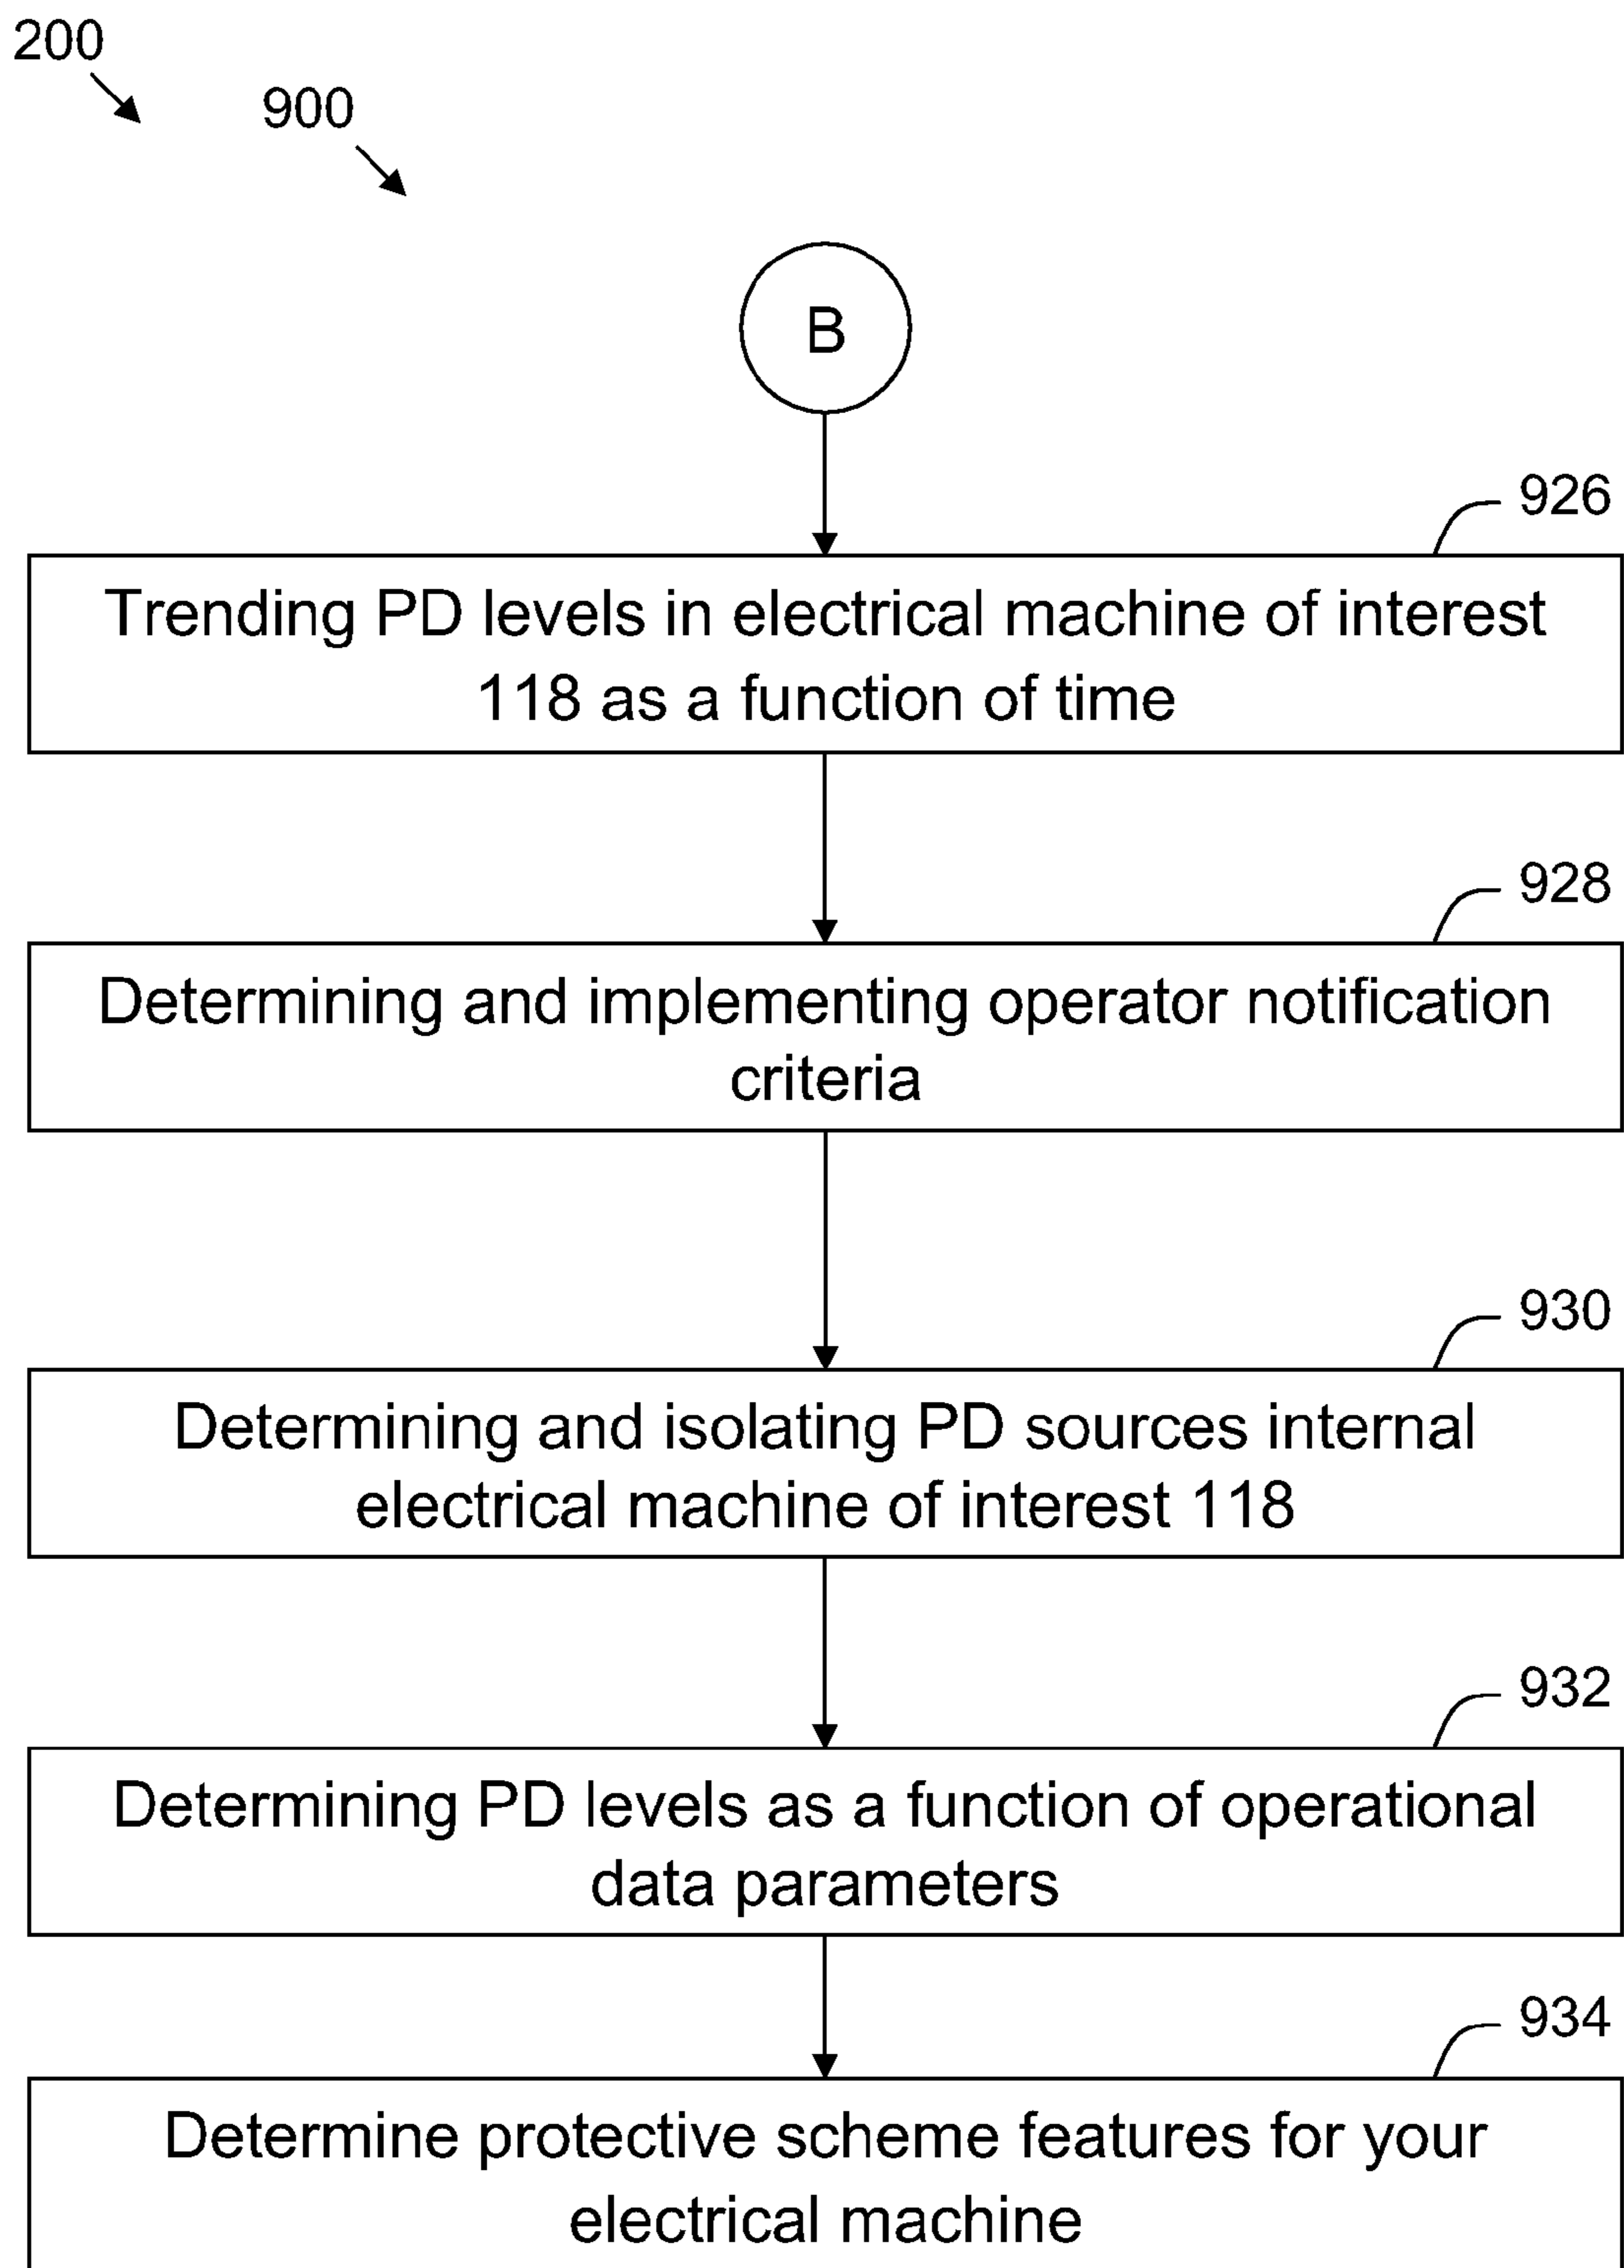 200
900
B
926
Trending PD levels in electrical machine of interest
118 as a function of time
928
Determining and implementing operator notification
criteria
930
Determining and isolating PD sources internal
electrical machine of interest 118
932
Determining PD levels as a function of operational
data parameters
934
Determine protective scheme features for your
electrical machine